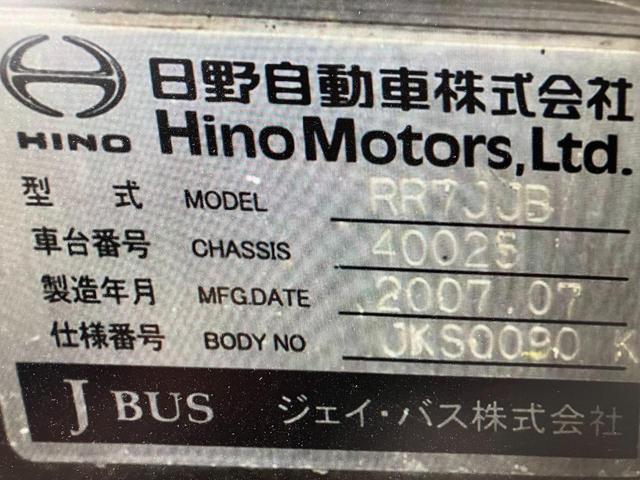 日野自動車株式会社
HINO Hino Motors, Ltd.
型 式 MODEL RR7JJB
車台番号 CHASSIS 40025
製造年月 MFG.DATE 2007.07
仕様番号 BODY NO JKS0090 K
J BUS ジェイ・バス株式会社